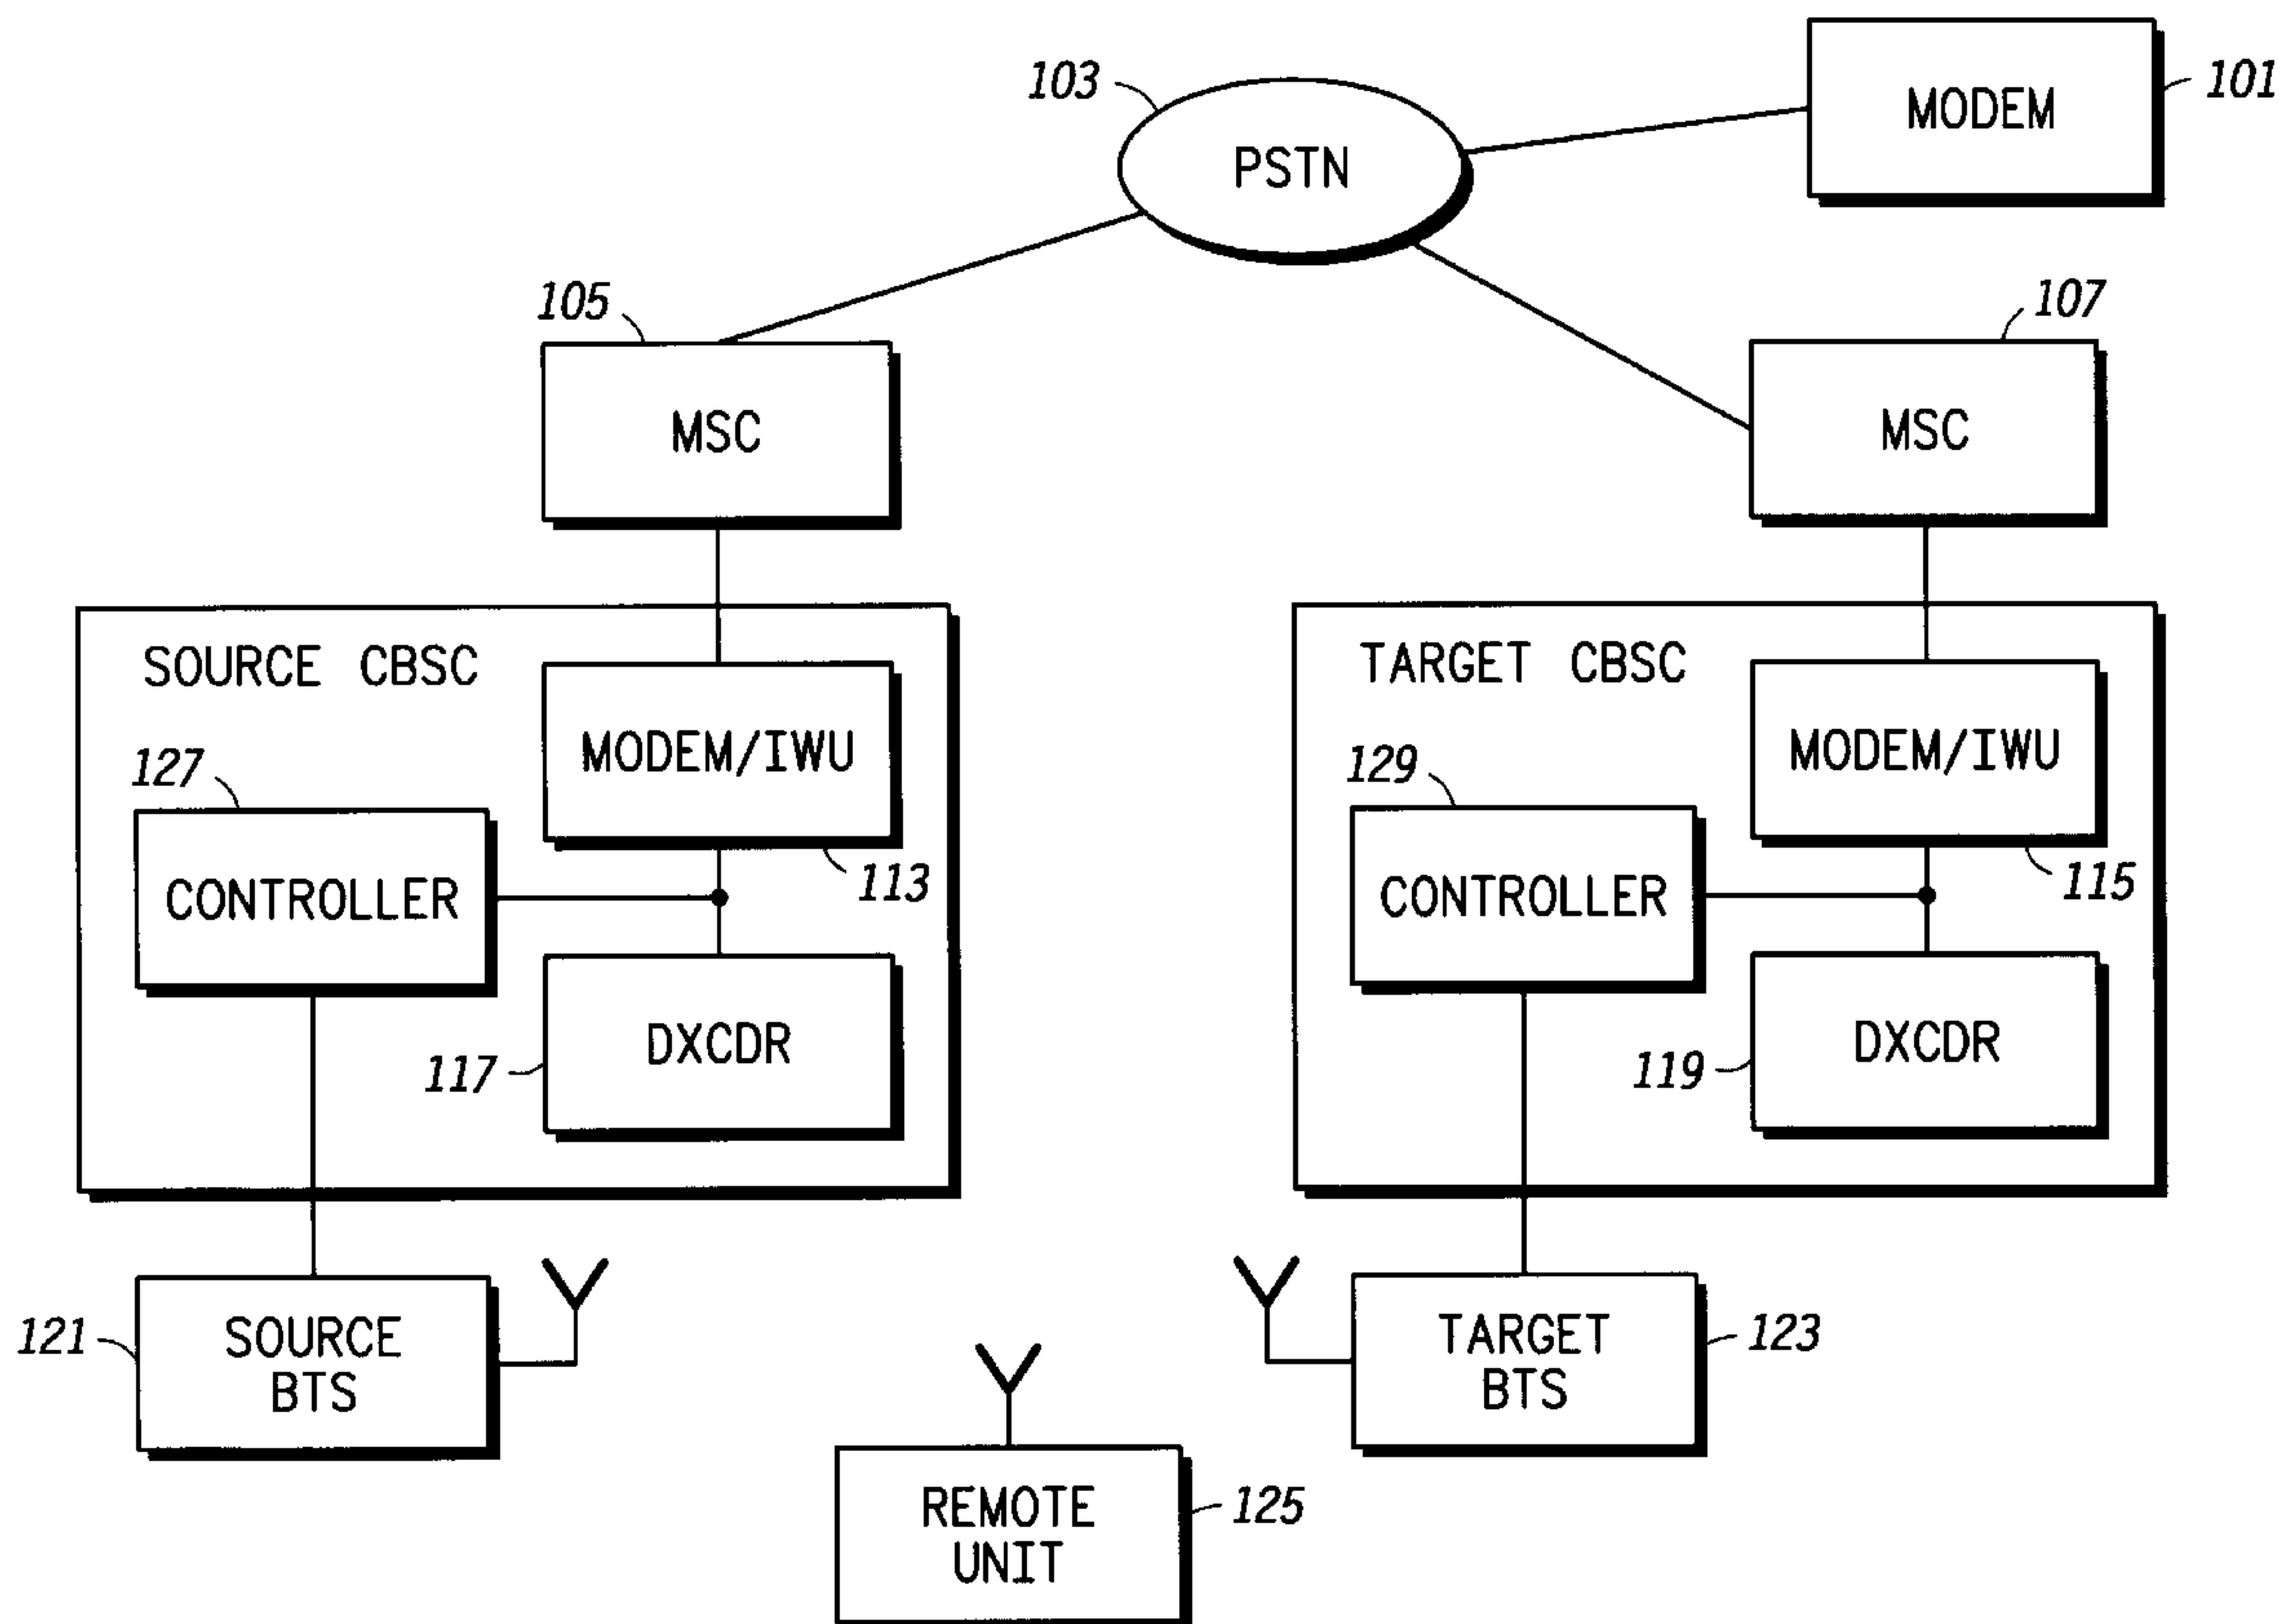 103
PSTN
MODEM
101
105
MSC
107
MSC
SOURCE CBSC
MODEM/IWU
127
113
CONTROLLER
DXCDR
117
TARGET CBSC
MODEM/IWU
129
115
CONTROLLER
DXCDR
119
121
SOURCE
BTS
TARGET
BTS
123
REMOTE
UNIT
125